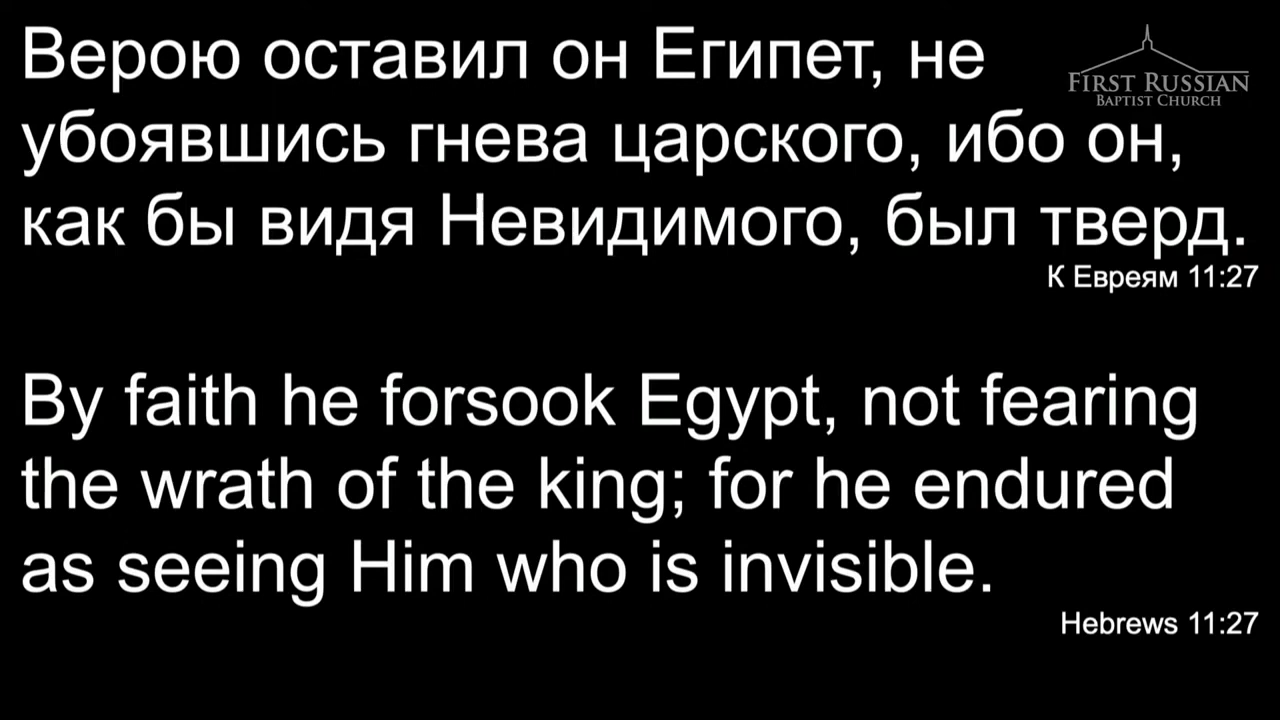 Верою оставил он Египет, не
FIRST RUSSIAN
BAPTIST CHURCH
убоявшись гнева царского, ибо он,
как бы видя Невидимого, был тверд.
К Евреям 11:27
By faith he forsook Egypt, not fearing
the wrath of the king; for he endured
as seeing Him who is invisible.
Hebrews 11:27